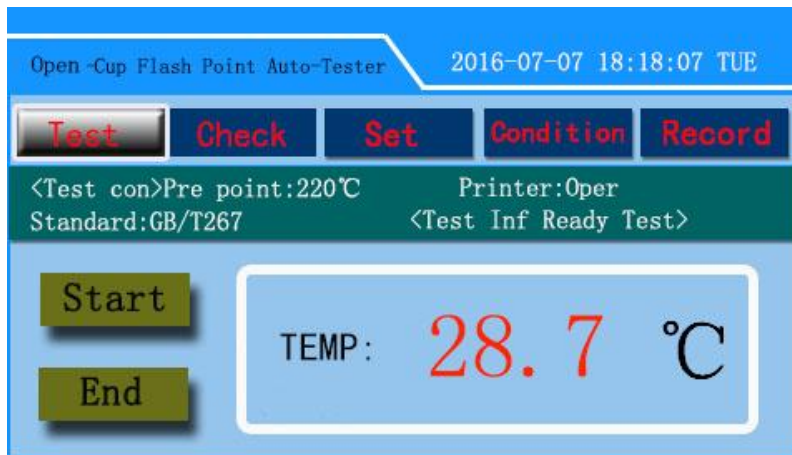 Open-Cup Flash Point Auto-Tester
2016-07-07 18:18:07 TUE
Test Check Set Condition Record
<Test con>Pre point:220℃ Printer:Oper
Standard:GB/T267 <Test Inf Ready Test>
Start
TEMP: 28.7 ℃
End